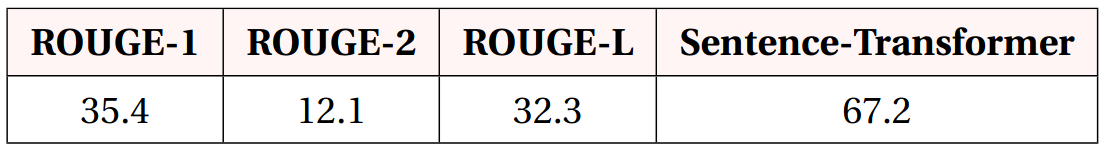 ROUGE-1 ROUGE-2 ROUGE-L Sentence-Transformer
35.4 12.1 32.3 67.2